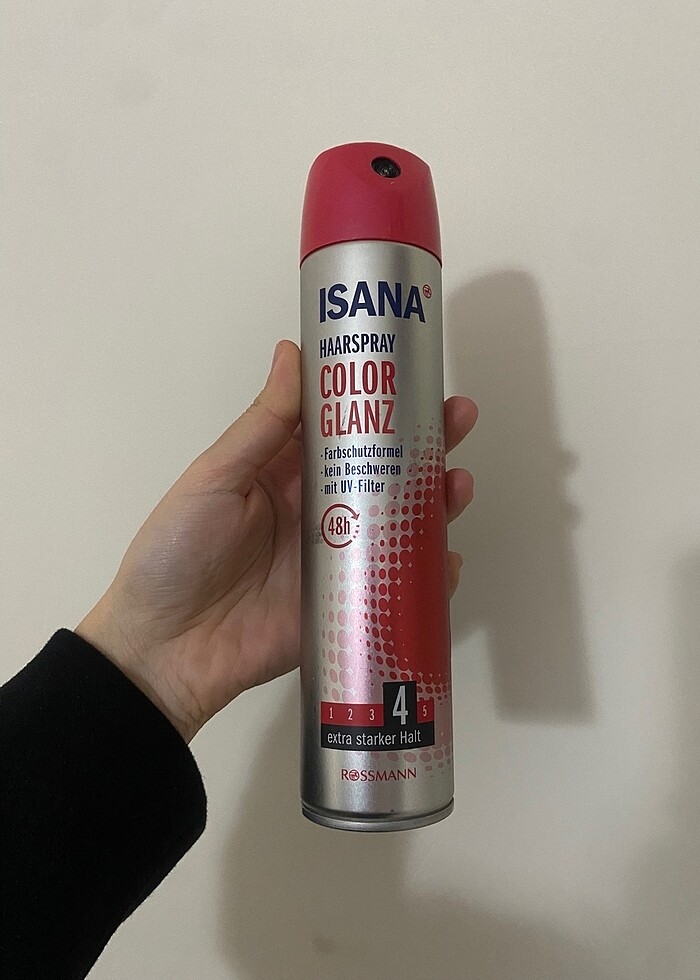 ISANA
HAARSPRAY
COLOR
GLANZ
- Farbschutzformel
- kein Beschweren
- mit UV-Filter
48h
1 2 3 4 5
extra starker Halt
ROSSMANN